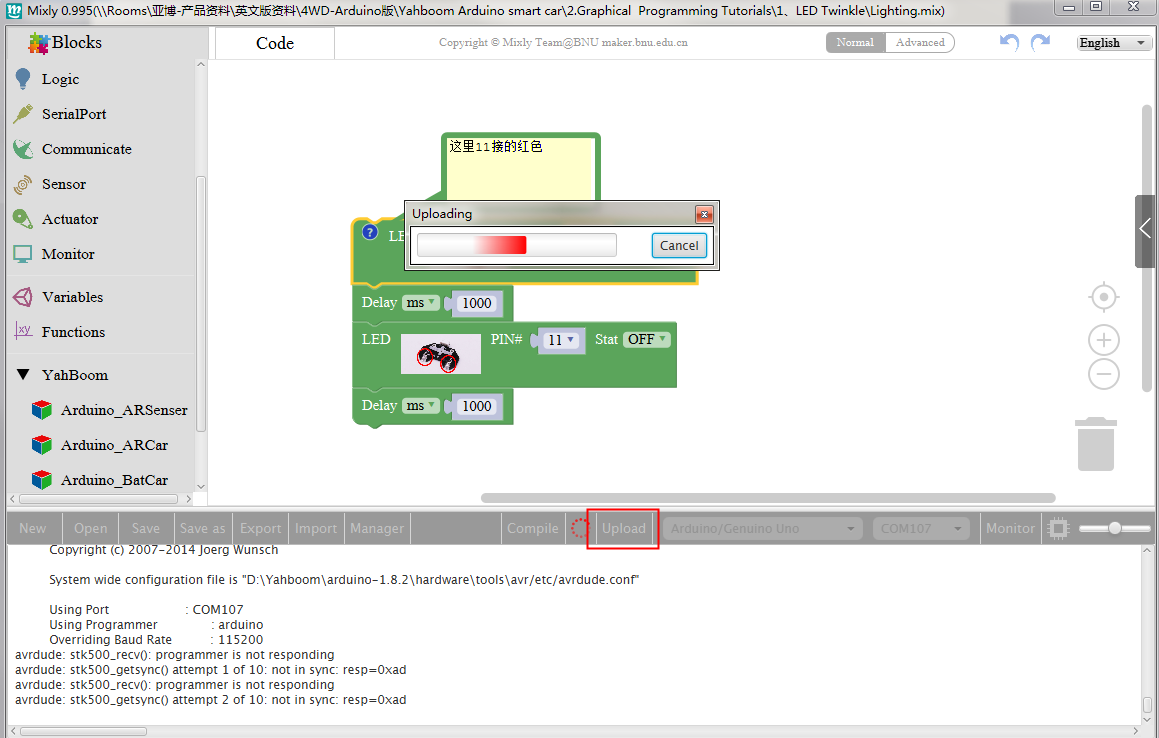 Mixly 0.995(\\Rooms\亚博-产品资料\英文版资料\4WD-Arduino版\Yahboom Arduino smart car\2.Graphical  Programming Tutorials\1、LED Twinkle\Lighting.mix)
Blocks
Code
Copyright © Mixly Team@BNU maker.bnu.edu.cn
Normal
Advanced
English
Logic
SerialPort
Communicate
Sensor
Actuator
Monitor
Variables
Functions
YahBoom
Arduino_ARSenser
Arduino_ARCar
Arduino_BatCar
这里11接的红色
Uploading
Cancel
? LE
Delay ms 1000
LED PIN# 11 Stat OFF
Delay ms 1000
New Open Save Save as Export Import Manager Compile Upload Arduino/Genuino Uno COM107 Monitor
Copyright (c) 2007-2014 Joerg Wunsch
System wide configuration file is "D:\Yahboom\arduino-1.8.2\hardware\tools\avr/etc/avrdude.conf"
Using Port : COM107
Using Programmer : arduino
Overriding Baud Rate : 115200
avrdude: stk500_recv(): programmer is not responding
avrdude: stk500_getsync() attempt 1 of 10: not in sync: resp=0xad
avrdude: stk500_recv(): programmer is not responding
avrdude: stk500_getsync() attempt 2 of 10: not in sync: resp=0xad